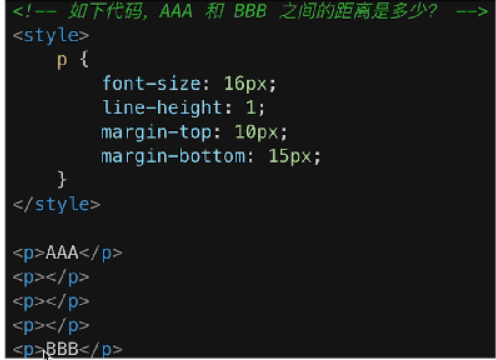 <!-- 如下代码，AAA 和 BBB 之间的距离是多少？ -->
<style>
    p {
        font-size: 16px;
        line-height: 1;
        margin-top: 10px;
        margin-bottom: 15px;
    }
</style>

<p>AAA</p>
<p></p>
<p></p>
<p></p>
<p>BBB</p>